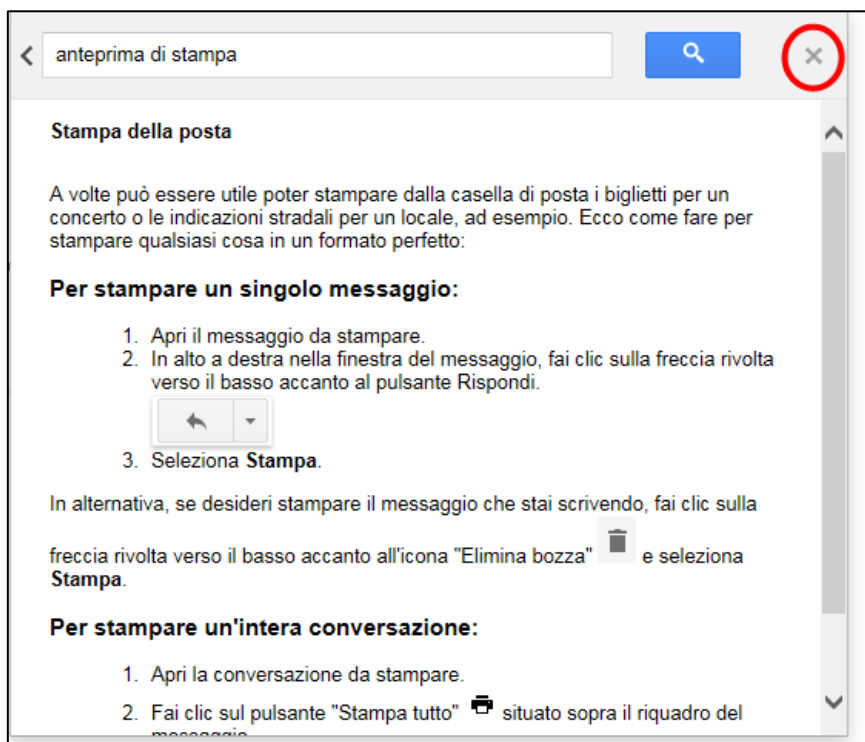 anteprima di stampa
Stampa della posta
A volte può essere utile poter stampare dalla casella di posta i biglietti per un
concerto o le indicazioni stradali per un locale, ad esempio. Ecco come fare per
stampare qualsiasi cosa in un formato perfetto:
Per stampare un singolo messaggio:
1. Apri il messaggio da stampare.
2. In alto a destra nella finestra del messaggio, fai clic sulla freccia rivolta
verso il basso accanto al pulsante Rispondi.
3. Seleziona Stampa.
In alternativa, se desideri stampare il messaggio che stai scrivendo, fai clic sulla
freccia rivolta verso il basso accanto all'icona "Elimina bozza" e seleziona
Stampa.
Per stampare un'intera conversazione:
1. Apri la conversazione da stampare.
2. Fai clic sul pulsante "Stampa tutto" situato sopra il riquadro del
messaggio